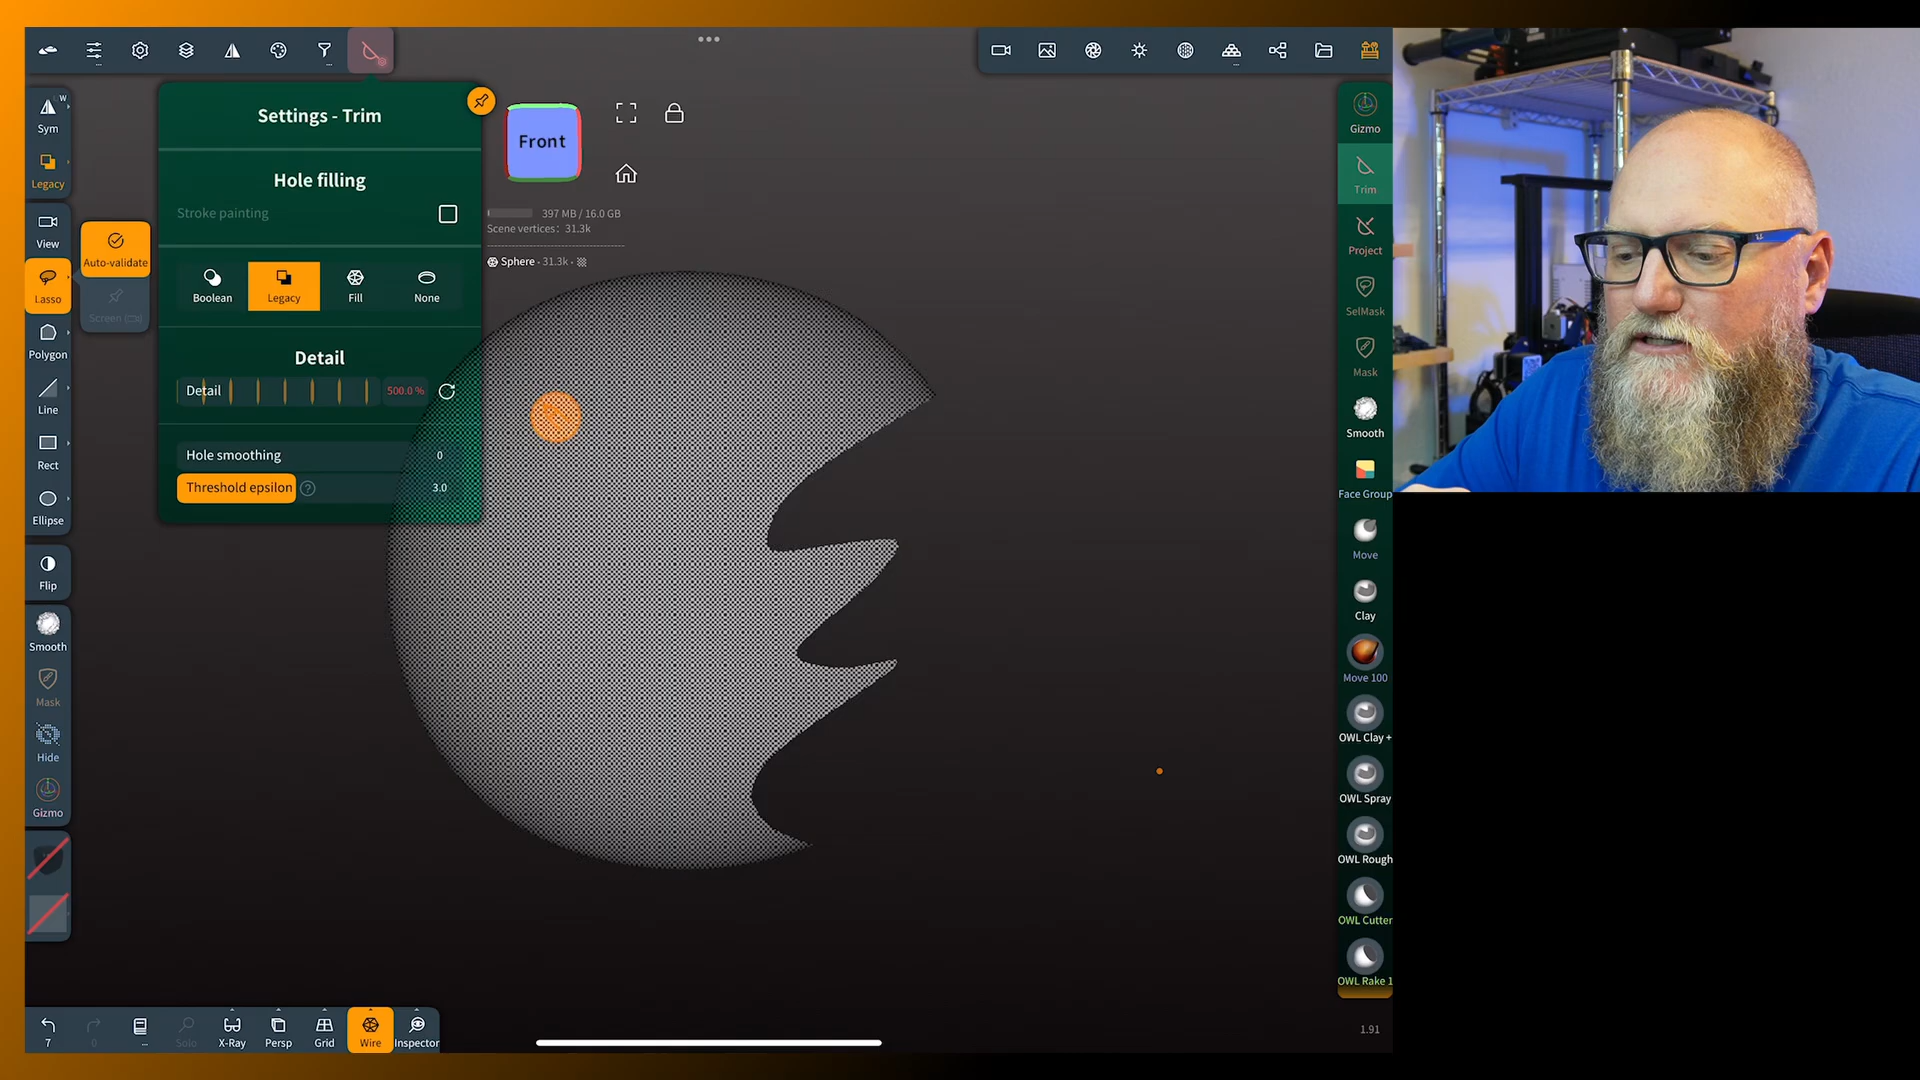 Settings - Trim
Hole filling
Stroke painting
Boolean
Legacy
Fill
None
Detail
Detail 500.0 %
Hole smoothing 0
Threshold epsilon ? 3.0
Front
397 MB / 16.0 GB
Scene vertices: 31.3k
Sphere - 31.3k -
W
Sym
Legacy
View
Auto-validate
Lasso
Screen
Polygon
Line
Rect
Ellipse
Flip
Smooth
Mask
Hide
Gizmo
7
0
...
Solo
X-Ray
Persp
Grid
Wire
Inspector
Gizmo
Trim
Project
SelMask
Mask
Smooth
Face Group
Move
Clay
Move 100
OWL Clay +
OWL Spray
OWL Rough
OWL Cutter
OWL Rake 1
1.91